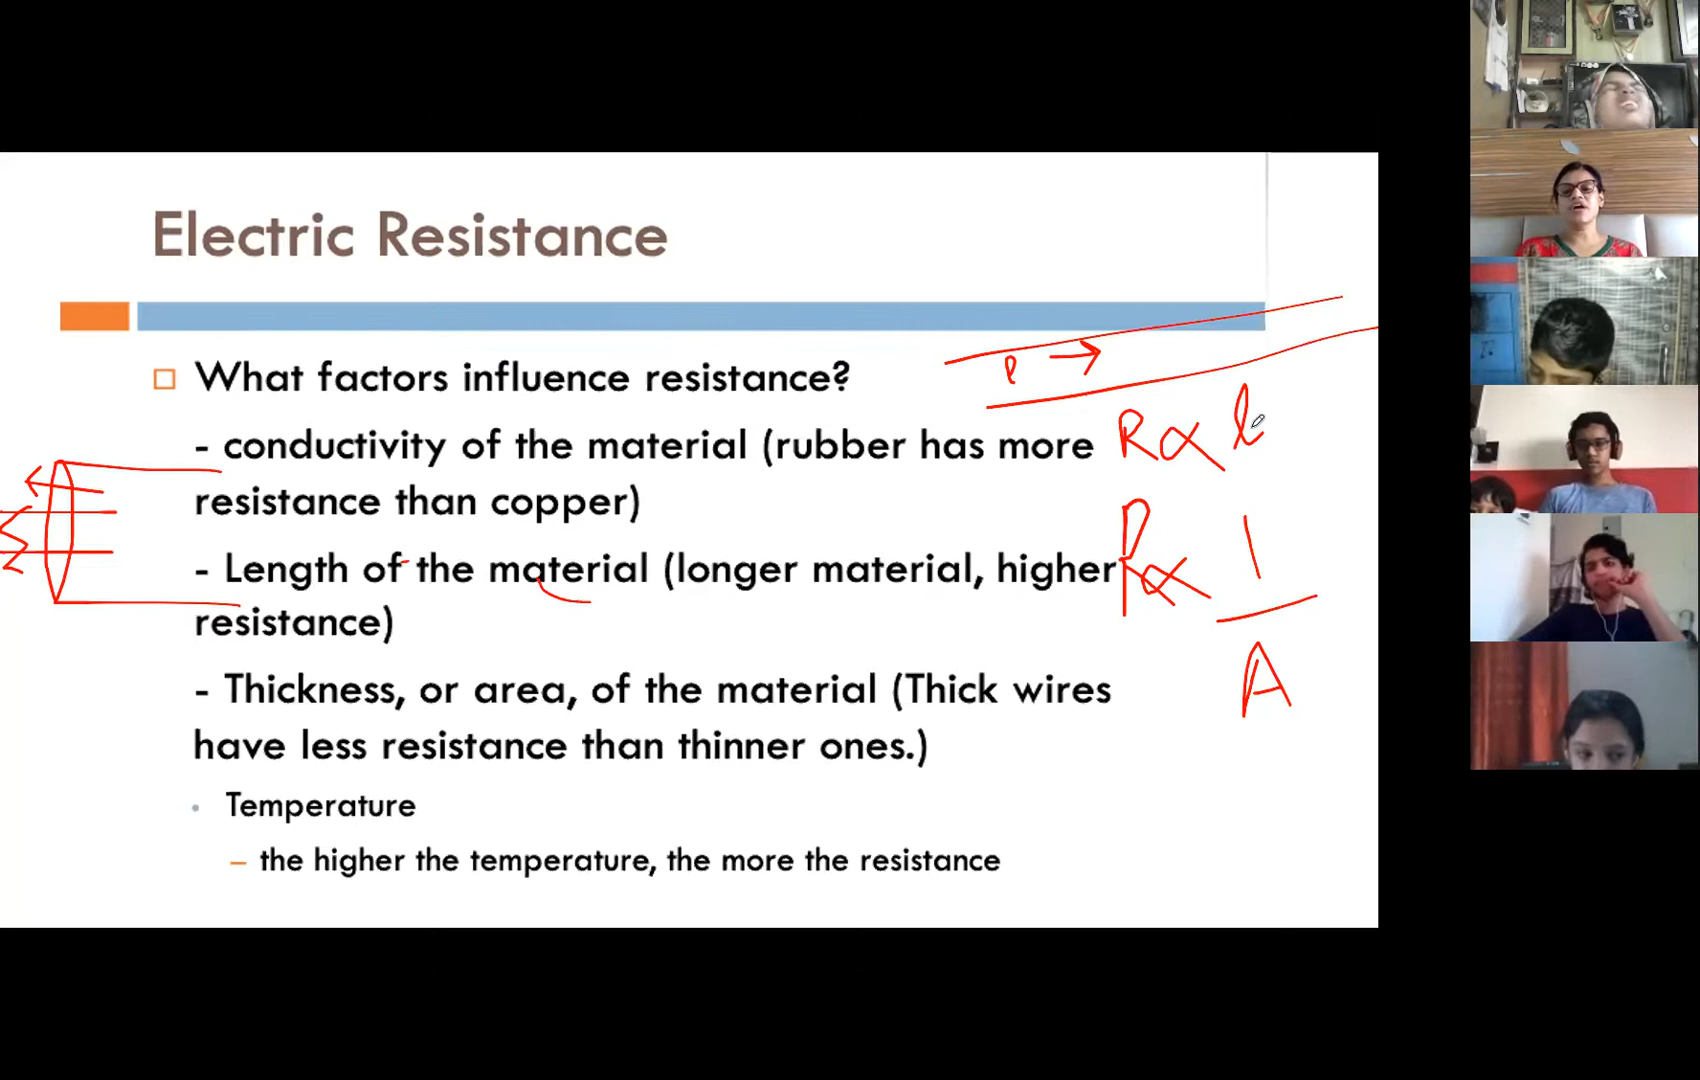 Electric Resistance
What factors influence resistance?
- conductivity of the material (rubber has more
resistance than copper)
- Length of the material (longer material, higher
resistance)
- Thickness, or area, of the material (Thick wires
have less resistance than thinner ones.)
• Temperature
– the higher the temperature, the more the resistance
e →
R ∝ l
R ∝ 1
A